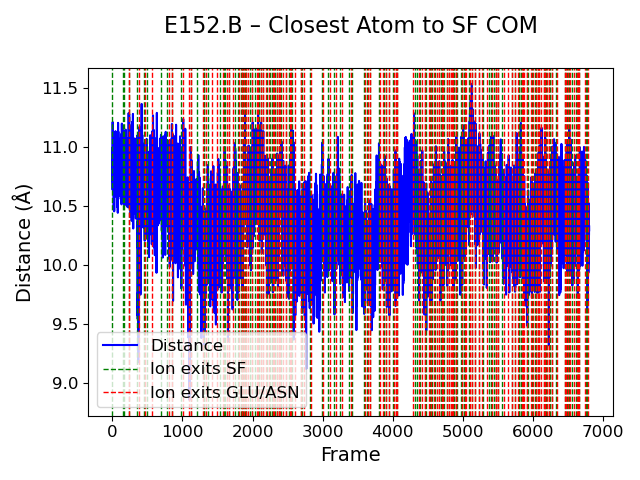 E152.B – Closest Atom to SF COM
Distance (Å)
11.5
11.0
10.5
10.0
9.5
9.0
Distance
Ion exits SF
Ion exits GLU/ASN
0 1000 2000 3000 4000 5000 6000 7000
Frame